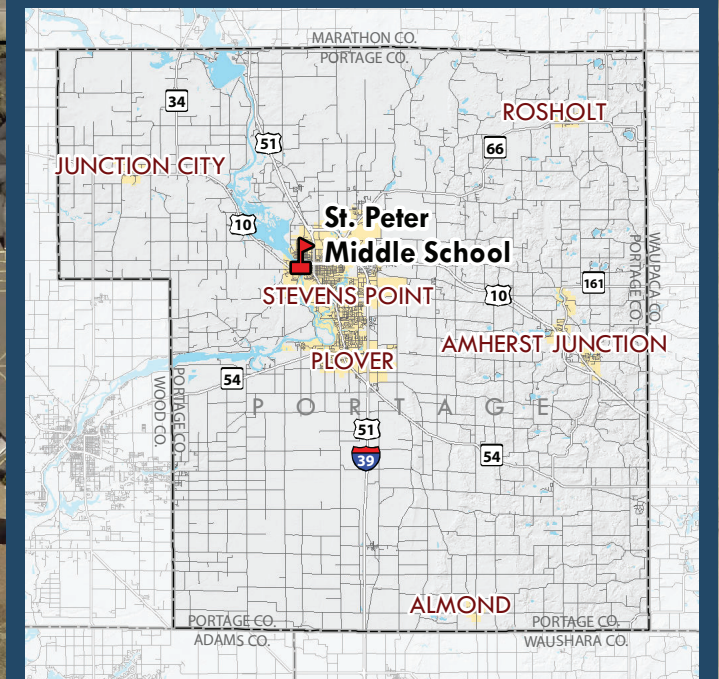 MARATHON CO.
PORTAGE CO.
34
51
ROSHOLT
66
JUNCTION CITY
10
St. Peter
Middle School
WAUPACA CO.
PORTAGE CO.
161
STEVENS POINT
10
AMHERST JUNCTION
PLOVER
54
PORTAGE CO.
WOOD CO.
PORTAGE
51
39
54
ALMOND
PORTAGE CO.
ADAMS CO.
PORTAGE CO.
WAUSHARA CO.